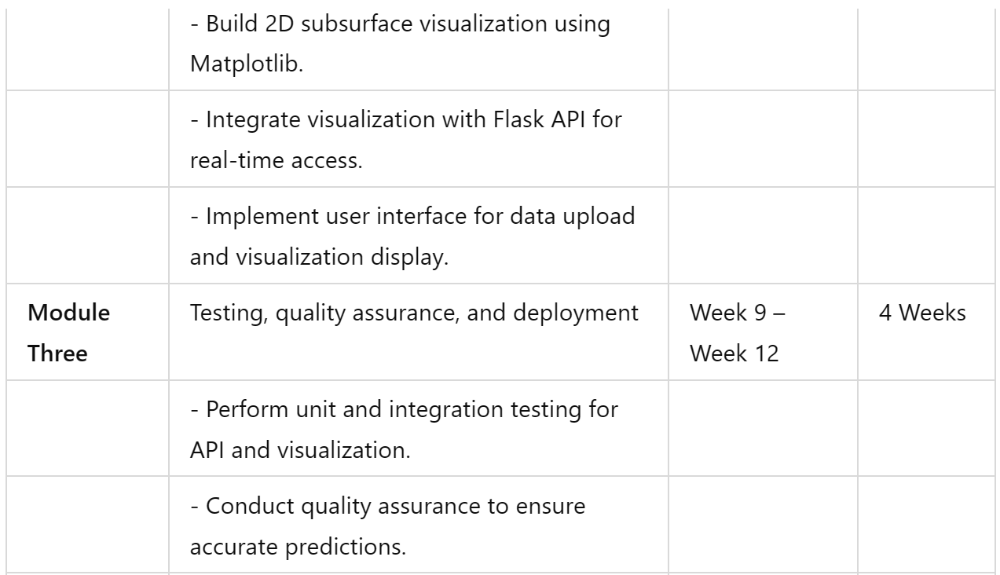 - Build 2D subsurface visualization using
Matplotlib.
- Integrate visualization with Flask API for
real-time access.
- Implement user interface for data upload
and visualization display.
Module
Three
Testing, quality assurance, and deployment
Week 9 –
Week 12
4 Weeks
- Perform unit and integration testing for
API and visualization.
- Conduct quality assurance to ensure
accurate predictions.